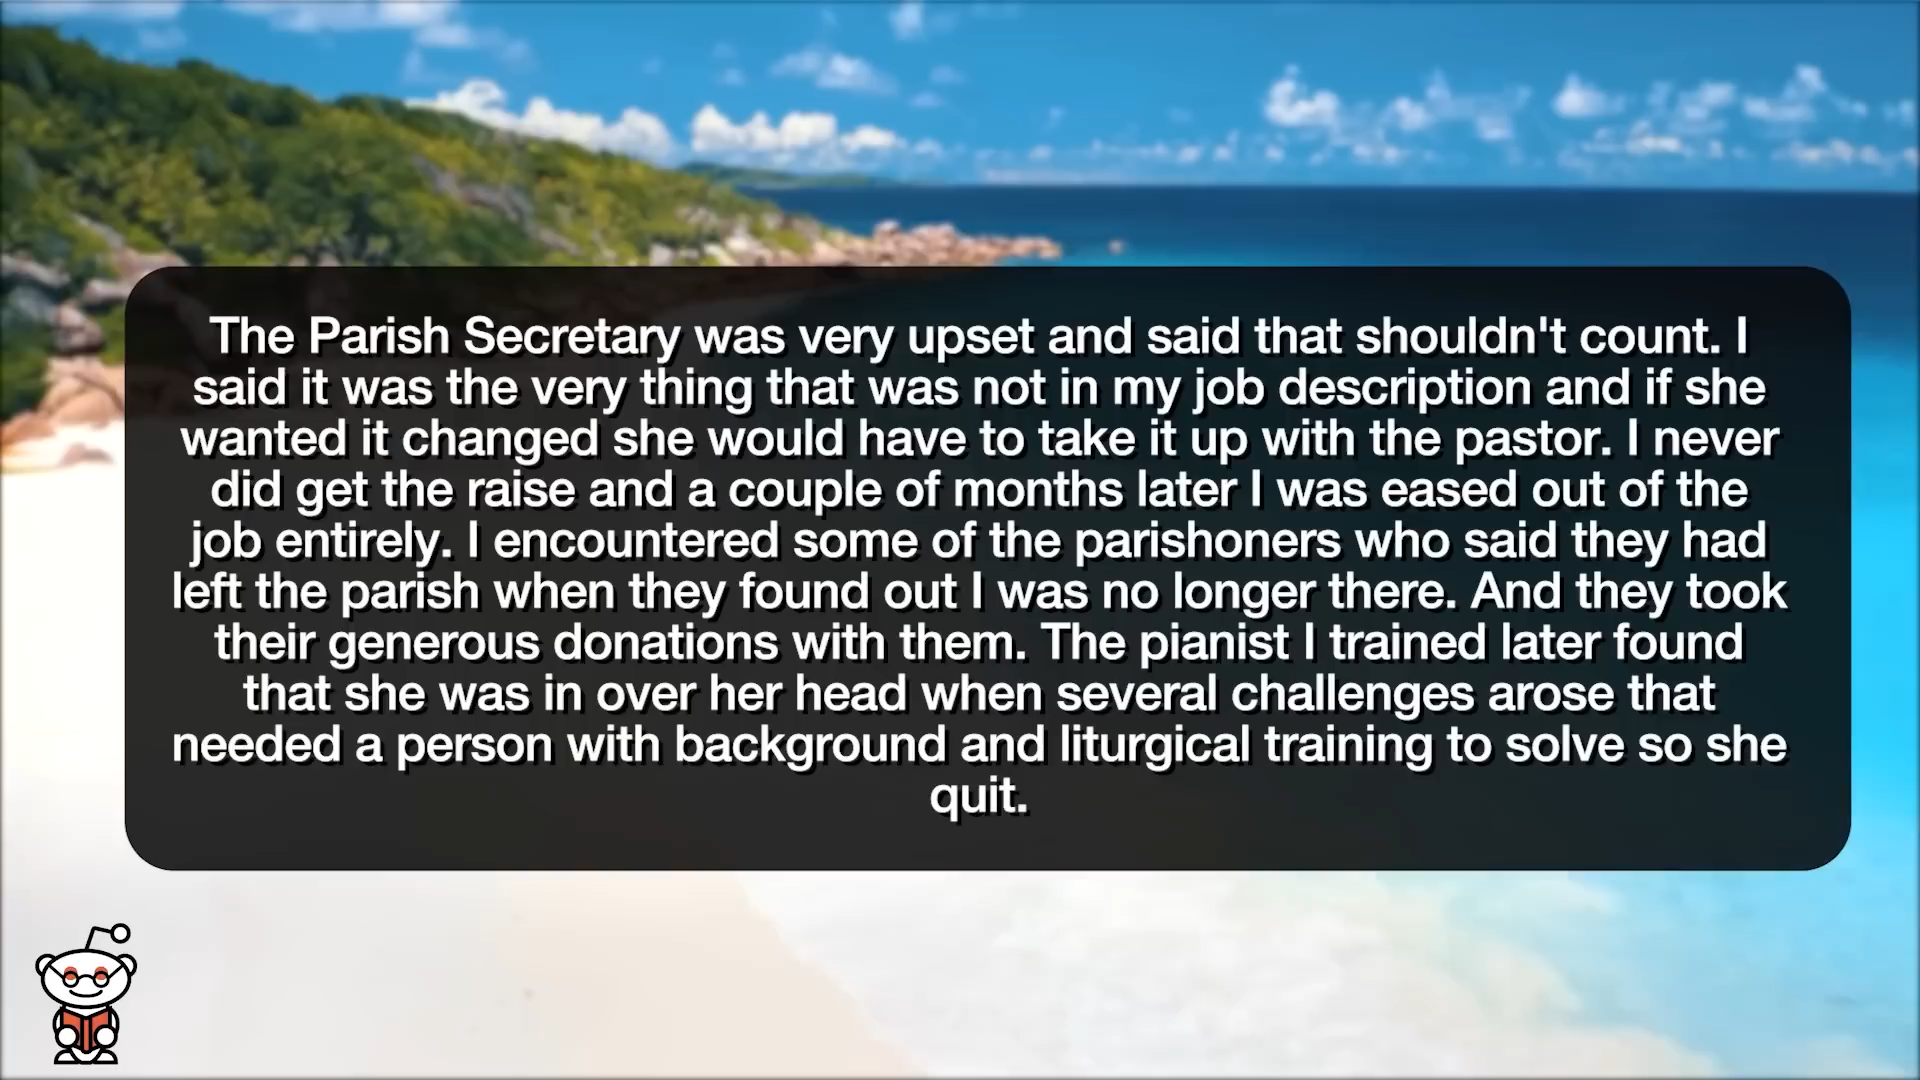 The Parish Secretary was very upset and said that shouldn't count. I
said it was the very thing that was not in my job description and if she
wanted it changed she would have to take it up with the pastor. I never
did get the raise and a couple of months later I was eased out of the
job entirely. I encountered some of the parishoners who said they had
left the parish when they found out I was no longer there. And they took
their generous donations with them. The pianist I trained later found
that she was in over her head when several challenges arose that
needed a person with background and liturgical training to solve so she
quit.